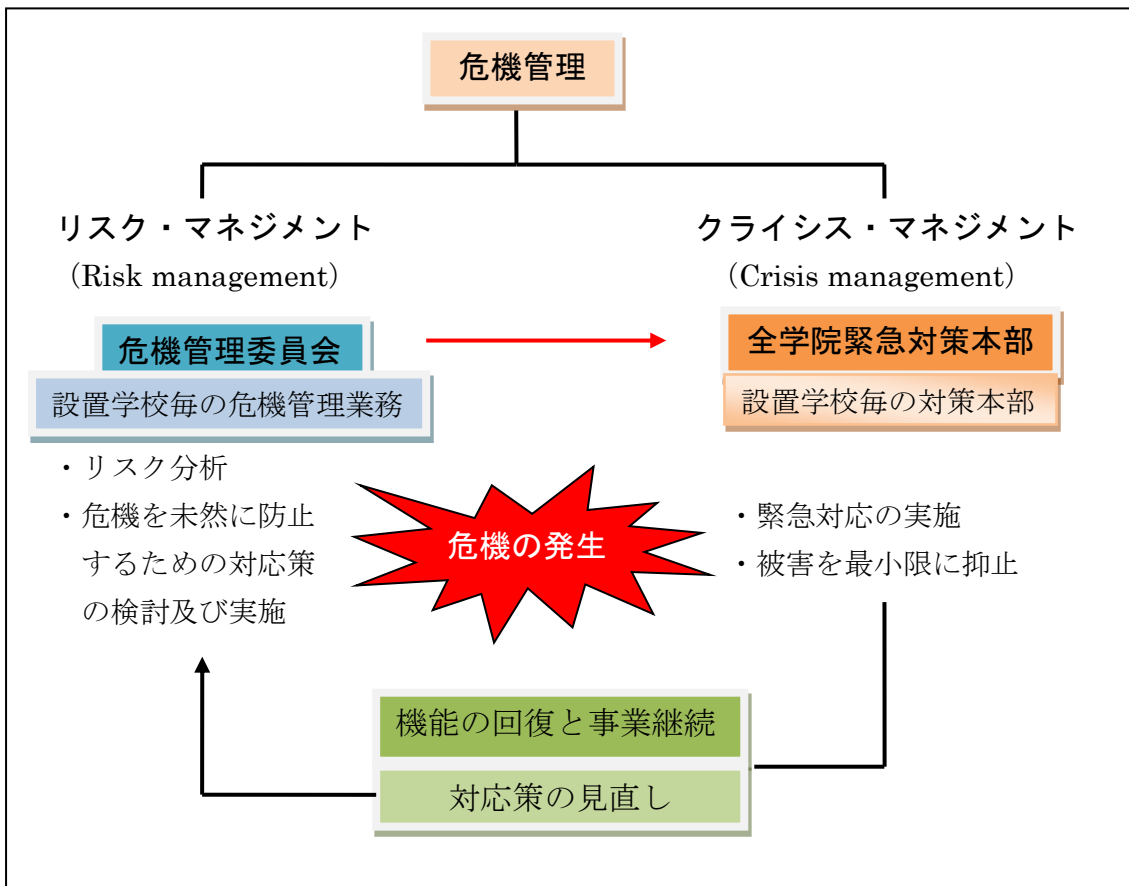 危機管理
リスク・マネジメント
（Risk management）
クライシス・マネジメント
（Crisis management）
危機管理委員会
設置学校毎の危機管理業務
全学院緊急対策本部
設置学校毎の対策本部
・リスク分析
・危機を未然に防止
するための対応策
の検討及び実施
危機の発生
・緊急対応の実施
・被害を最小限に抑止
機能の回復と事業継続
対応策の見直し